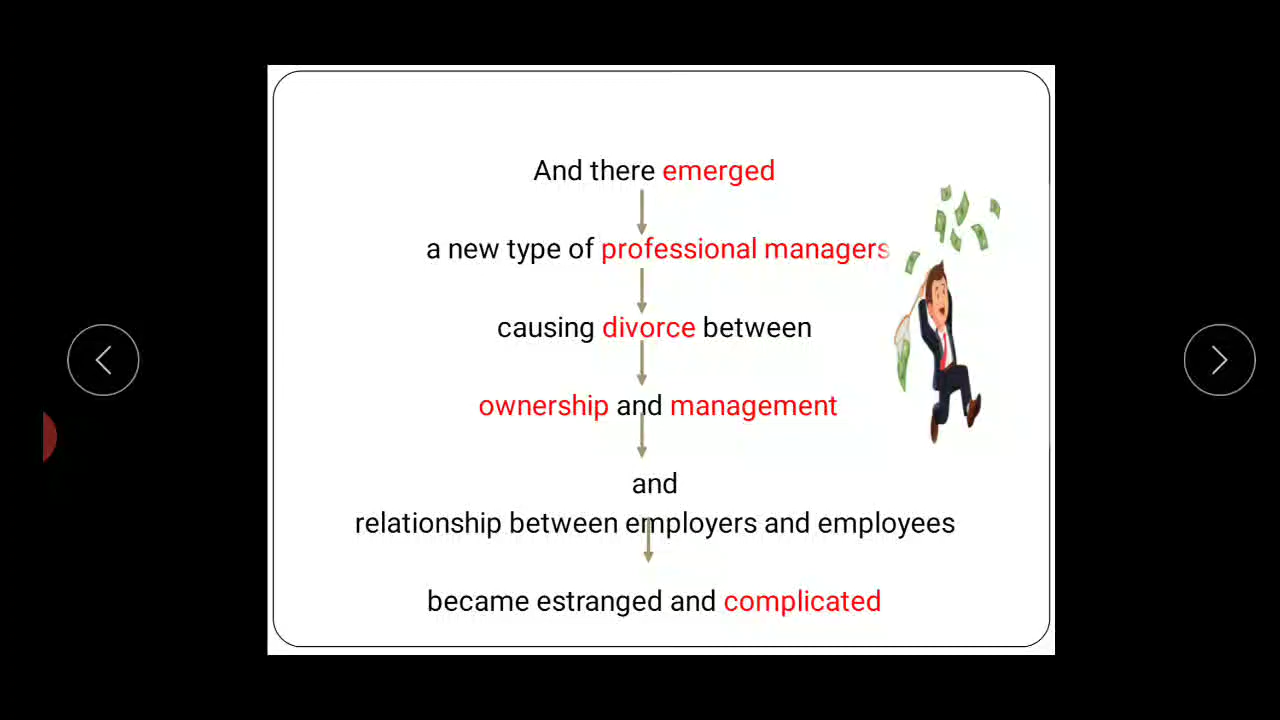 And there emerged
a new type of professional managers
causing divorce between
ownership and management
and
relationship between employers and employees
became estranged and complicated